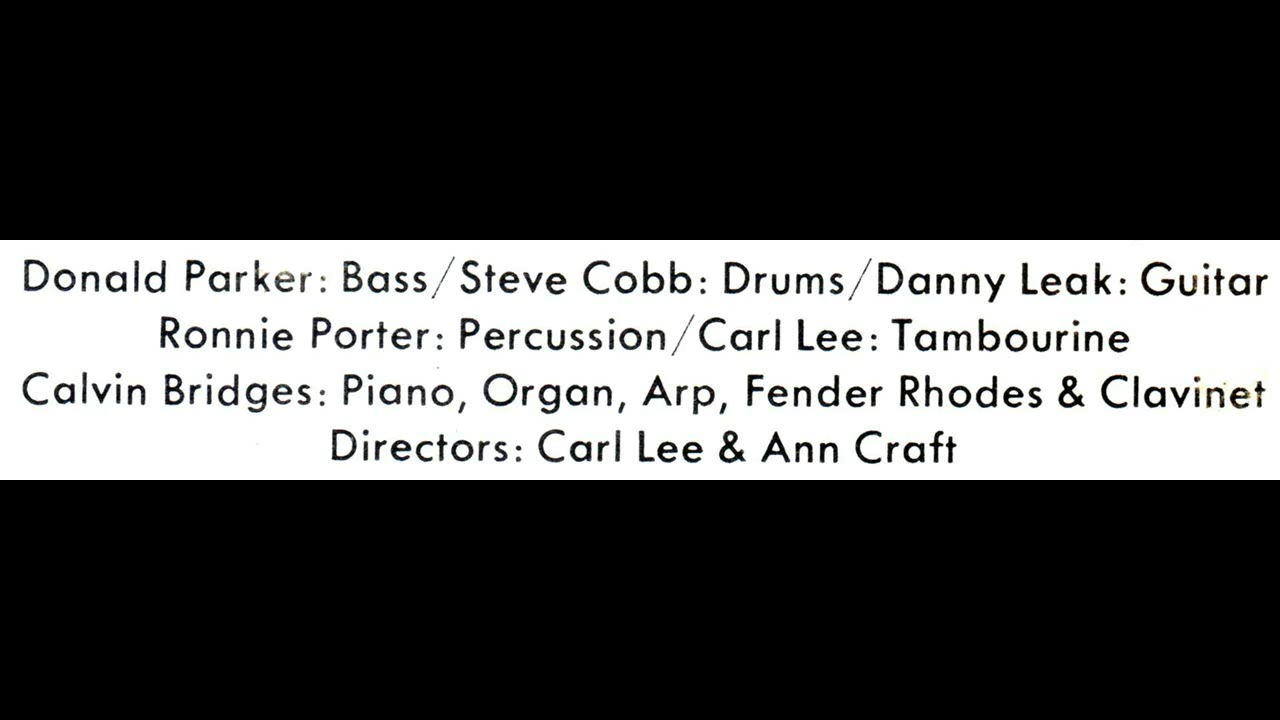 Donald Parker: Bass/Steve Cobb: Drums/Danny Leak: Guitar
Ronnie Porter: Percussion/Carl Lee: Tambourine
Calvin Bridges: Piano, Organ, Arp, Fender Rhodes & Clavinet
Directors: Carl Lee & Ann Craft